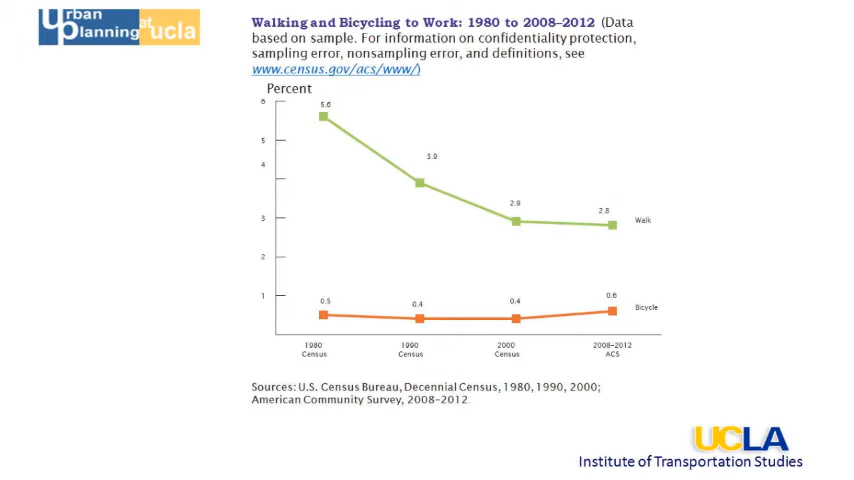 Urban
Planning at ucla
Walking and Bicycling to Work: 1980 to 2008–2012 (Data
based on sample. For information on confidentiality protection,
sampling error, nonsampling error, and definitions, see
www.census.gov/acs/www/)
Percent
6
5.6
5
4
3.9
3
2.9
2.8
Walk
2
1
0.5
0.4
0.4
0.6
Bicycle
1980
Census
1990
Census
2000
Census
2008–2012
ACS
Sources: U.S. Census Bureau, Decennial Census, 1980, 1990, 2000;
American Community Survey, 2008–2012
UCLA
Institute of Transportation Studies